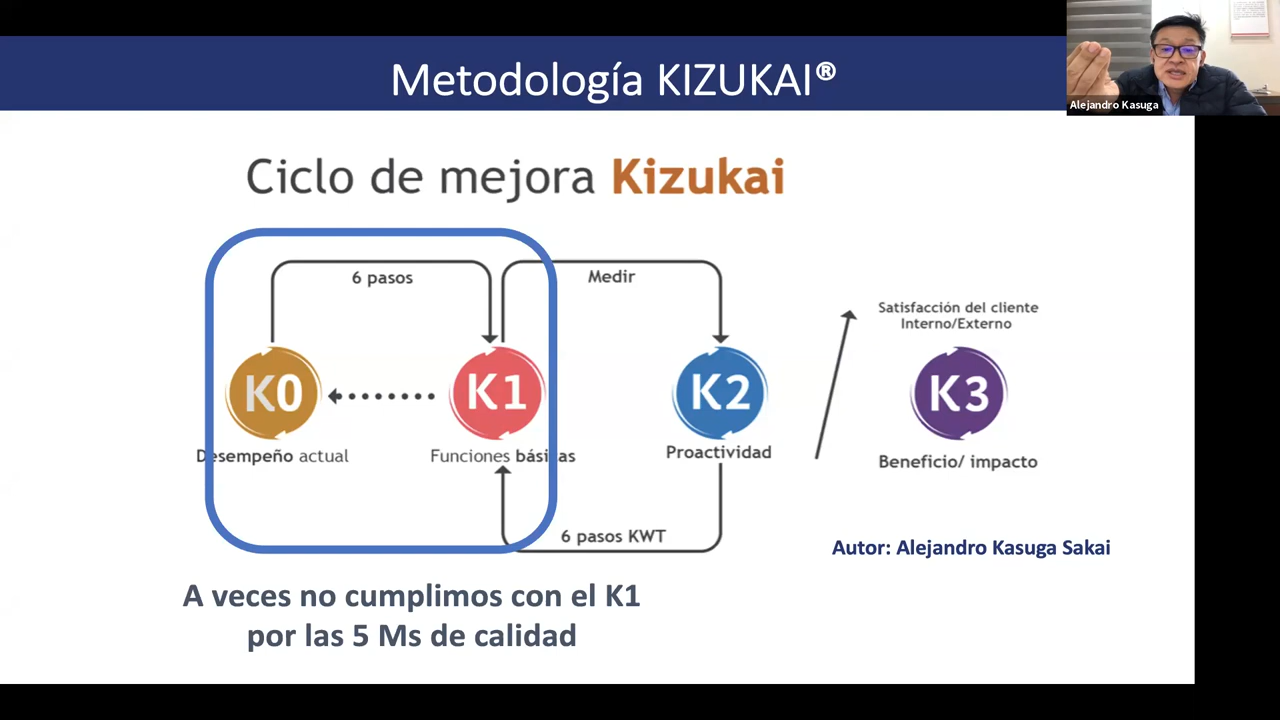 Metodología KIZUKAI®
Alejandro Kasuga
Ciclo de mejora Kizukai
6 pasos
Medir
Satisfacción del cliente
Interno/Externo
K0
K1
K2
K3
Desempeño actual
Funciones básicas
Proactividad
Beneficio/ impacto
6 pasos KWT
Autor: Alejandro Kasuga Sakai
A veces no cumplimos con el K1
por las 5 Ms de calidad